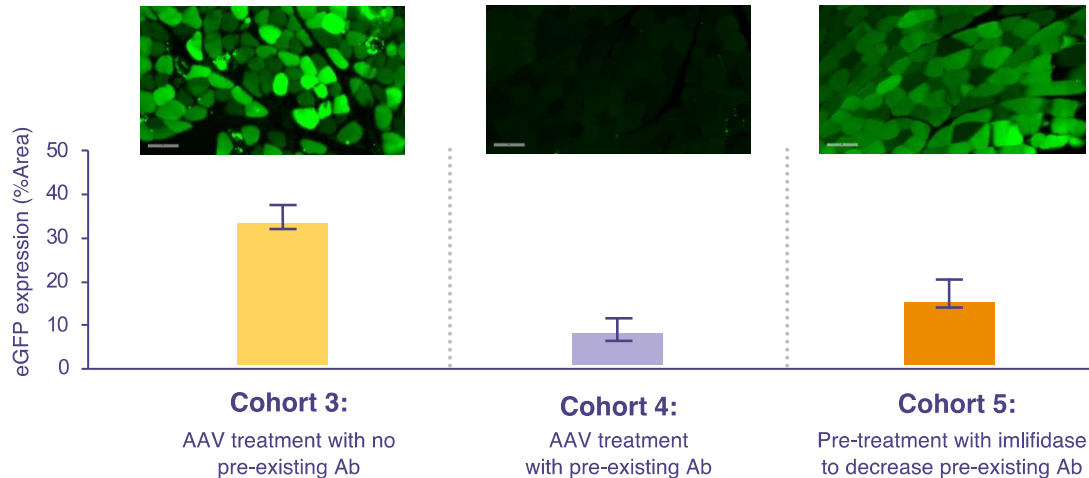 eGFP expression (%Area)
50
40
30
20
10
0
Cohort 3:
AAV treatment with no
pre-existing Ab
Cohort 4:
AAV treatment
with pre-existing Ab
Cohort 5:
Pre-treatment with imlifidase
to decrease pre-existing Ab